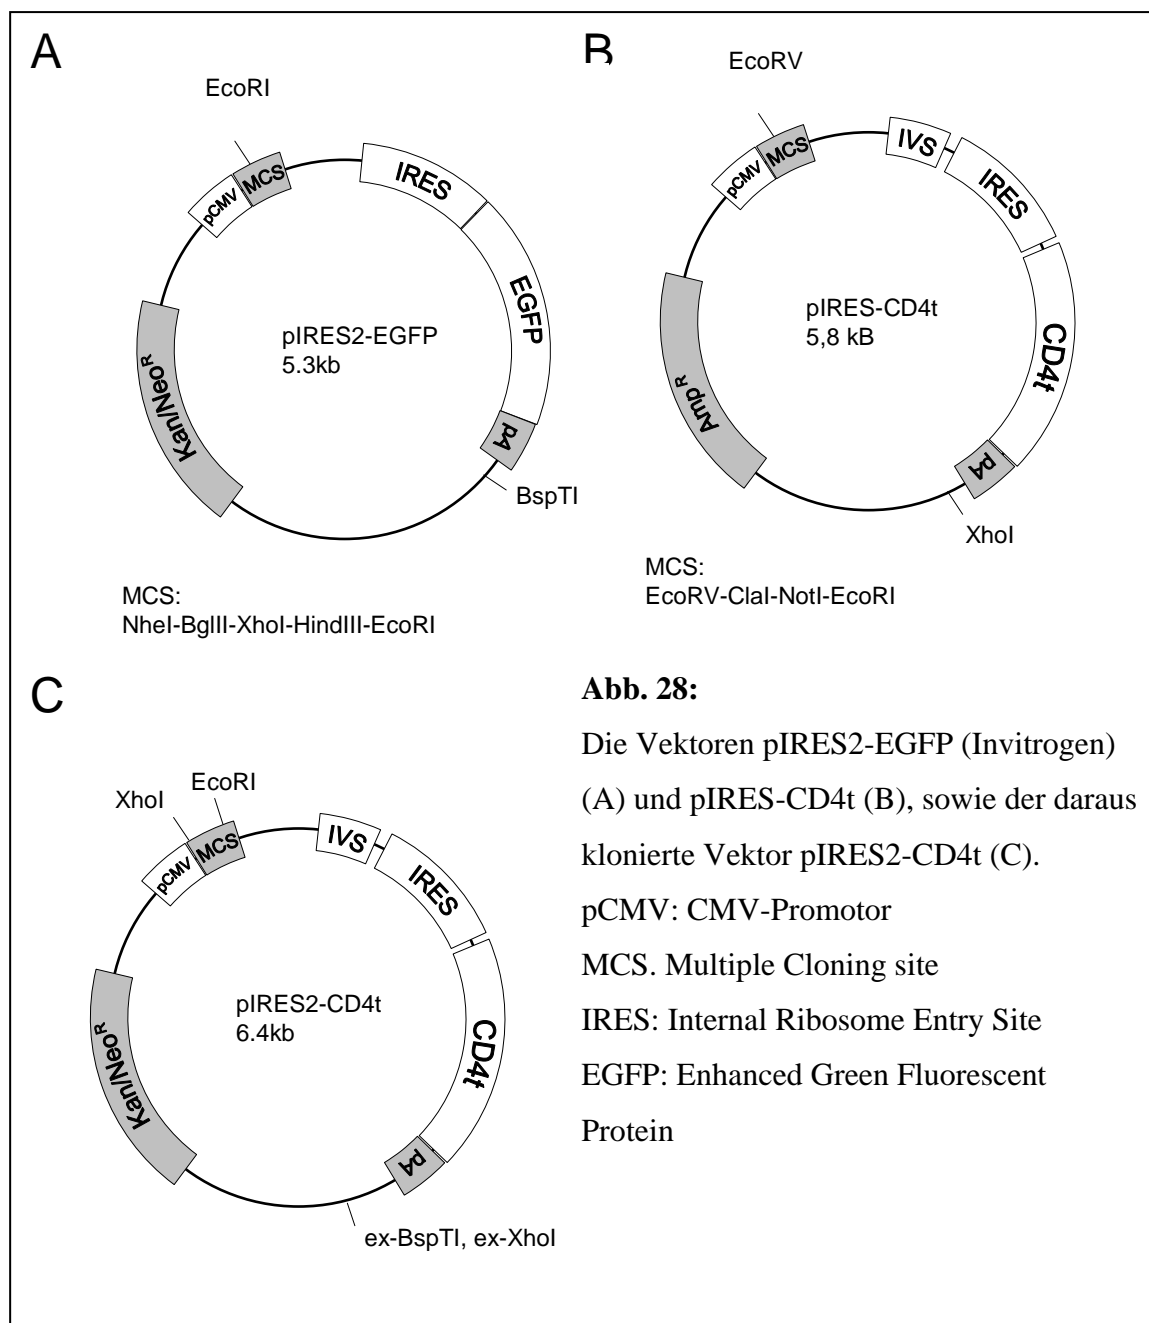 A
EcoRI
pCMV
MCS
IRES
EGFP
pA
BspTI
Kan/NeoR
pIRES2-EGFP
5.3kb
MCS:
NheI-BglII-XhoI-HindIII-EcoRI
B
EcoRV
pCMV
MCS
IVS
IRES
CD4t
pA
XhoI
AmpR
pIRES-CD4t
5,8 kB
MCS:
EcoRV-ClaI-NotI-EcoRI
C
XhoI
EcoRI
pCMV
MCS
IVS
IRES
CD4t
pA
ex-BspTI, ex-XhoI
Kan/NeoR
pIRES2-CD4t
6.4kb
Abb. 28:
Die Vektoren pIRES2-EGFP (Invitrogen)
(A) und pIRES-CD4t (B), sowie der daraus
klonierte Vektor pIRES2-CD4t (C).
pCMV: CMV-Promotor
MCS. Multiple Cloning site
IRES: Internal Ribosome Entry Site
EGFP: Enhanced Green Fluorescent
Protein